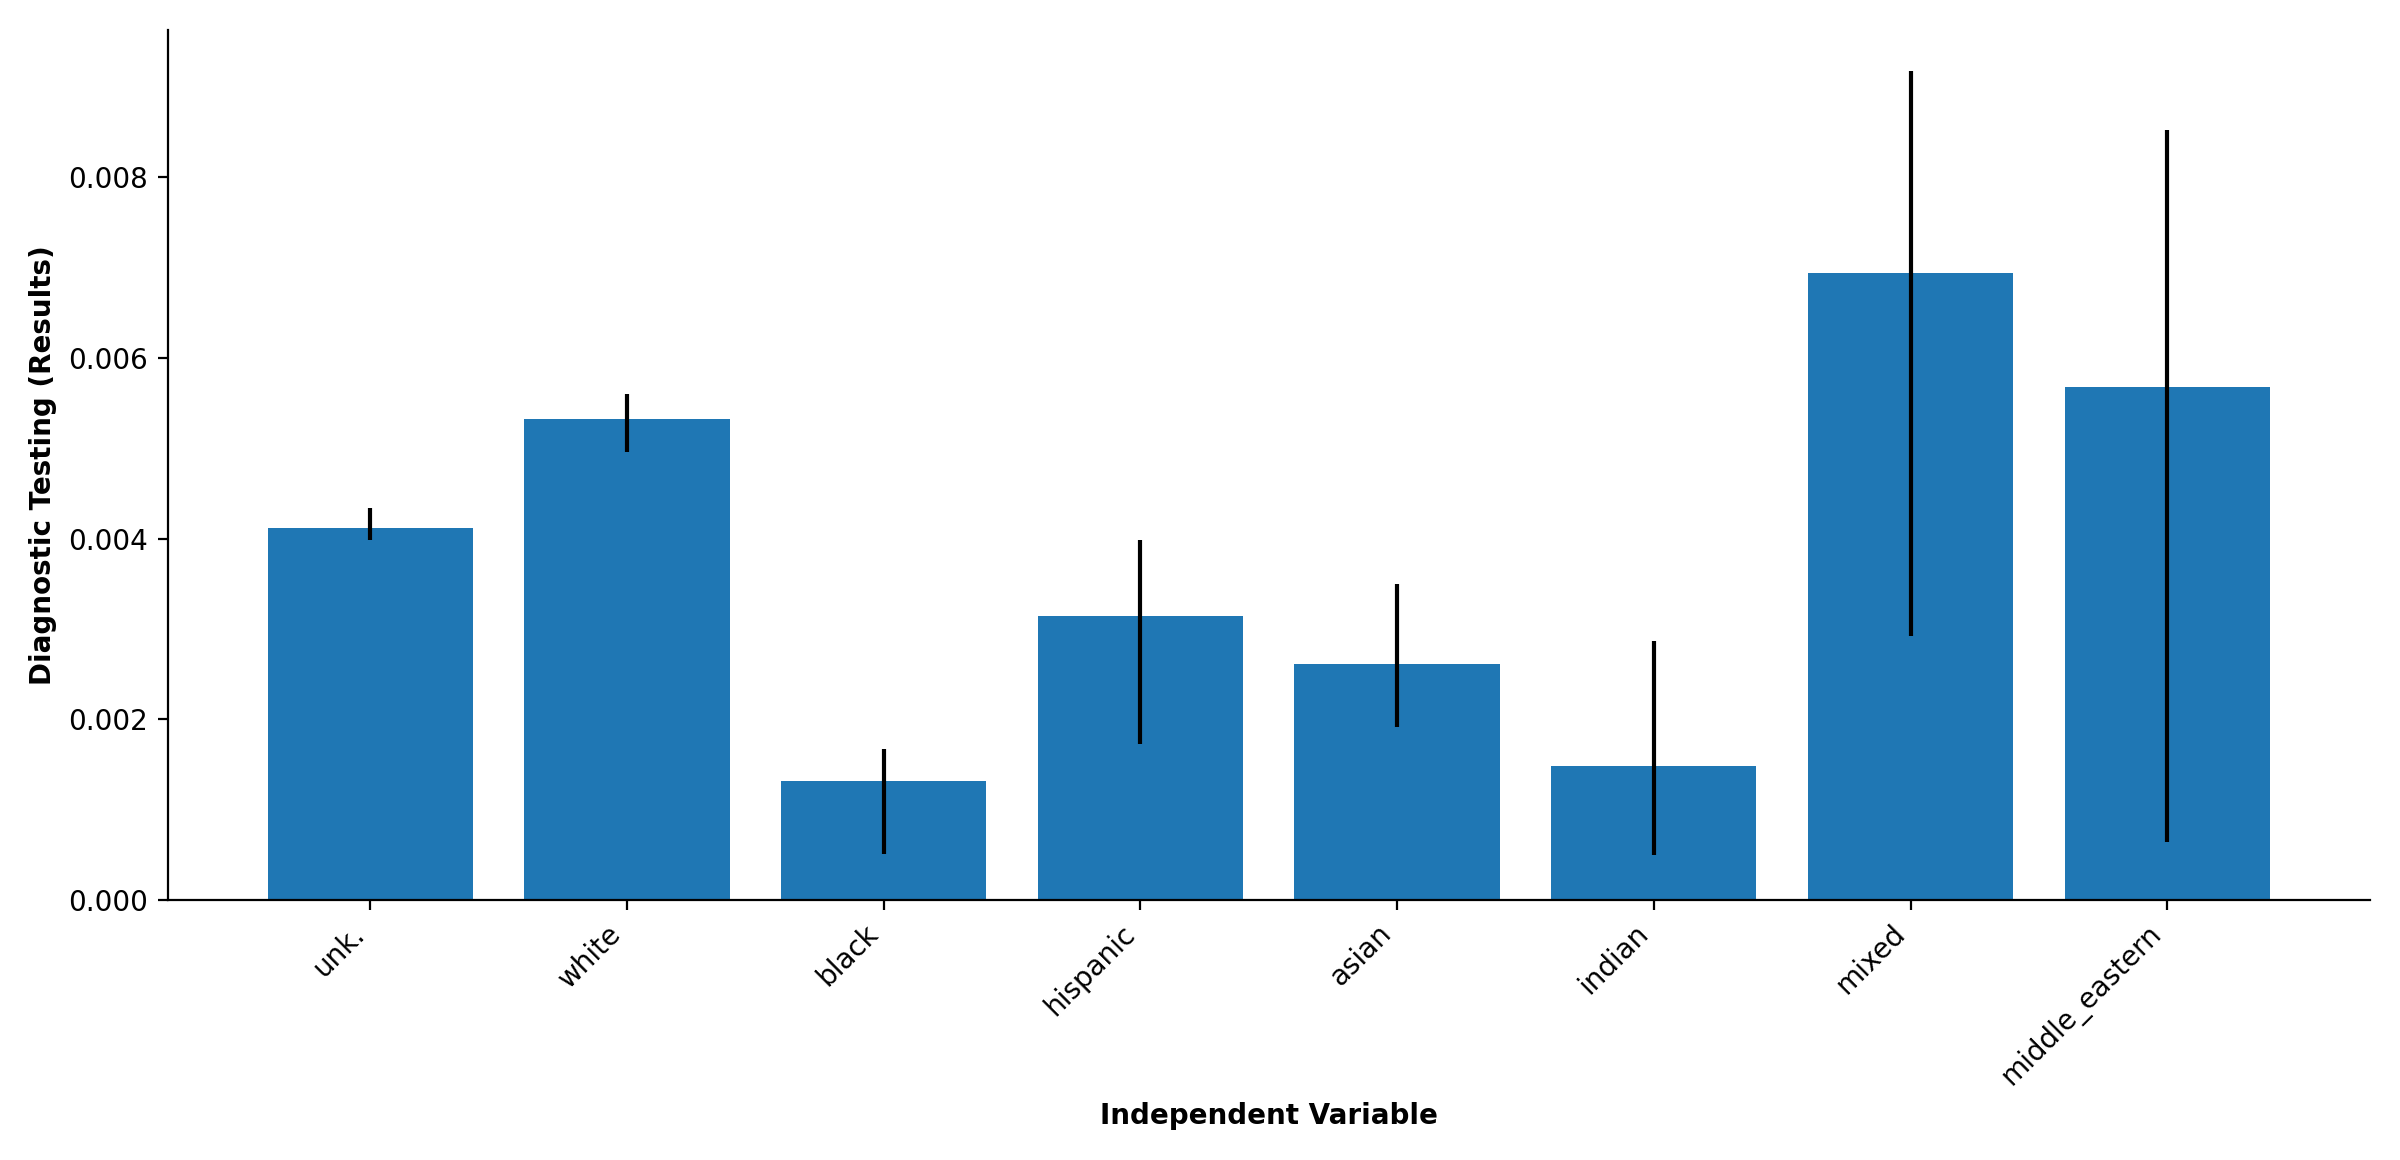 Diagnostic Testing (Results)
0.008
0.006
0.004
0.002
0.000
unk.
white
black
hispanic
asian
indian
mixed
middle_eastern
Independent Variable